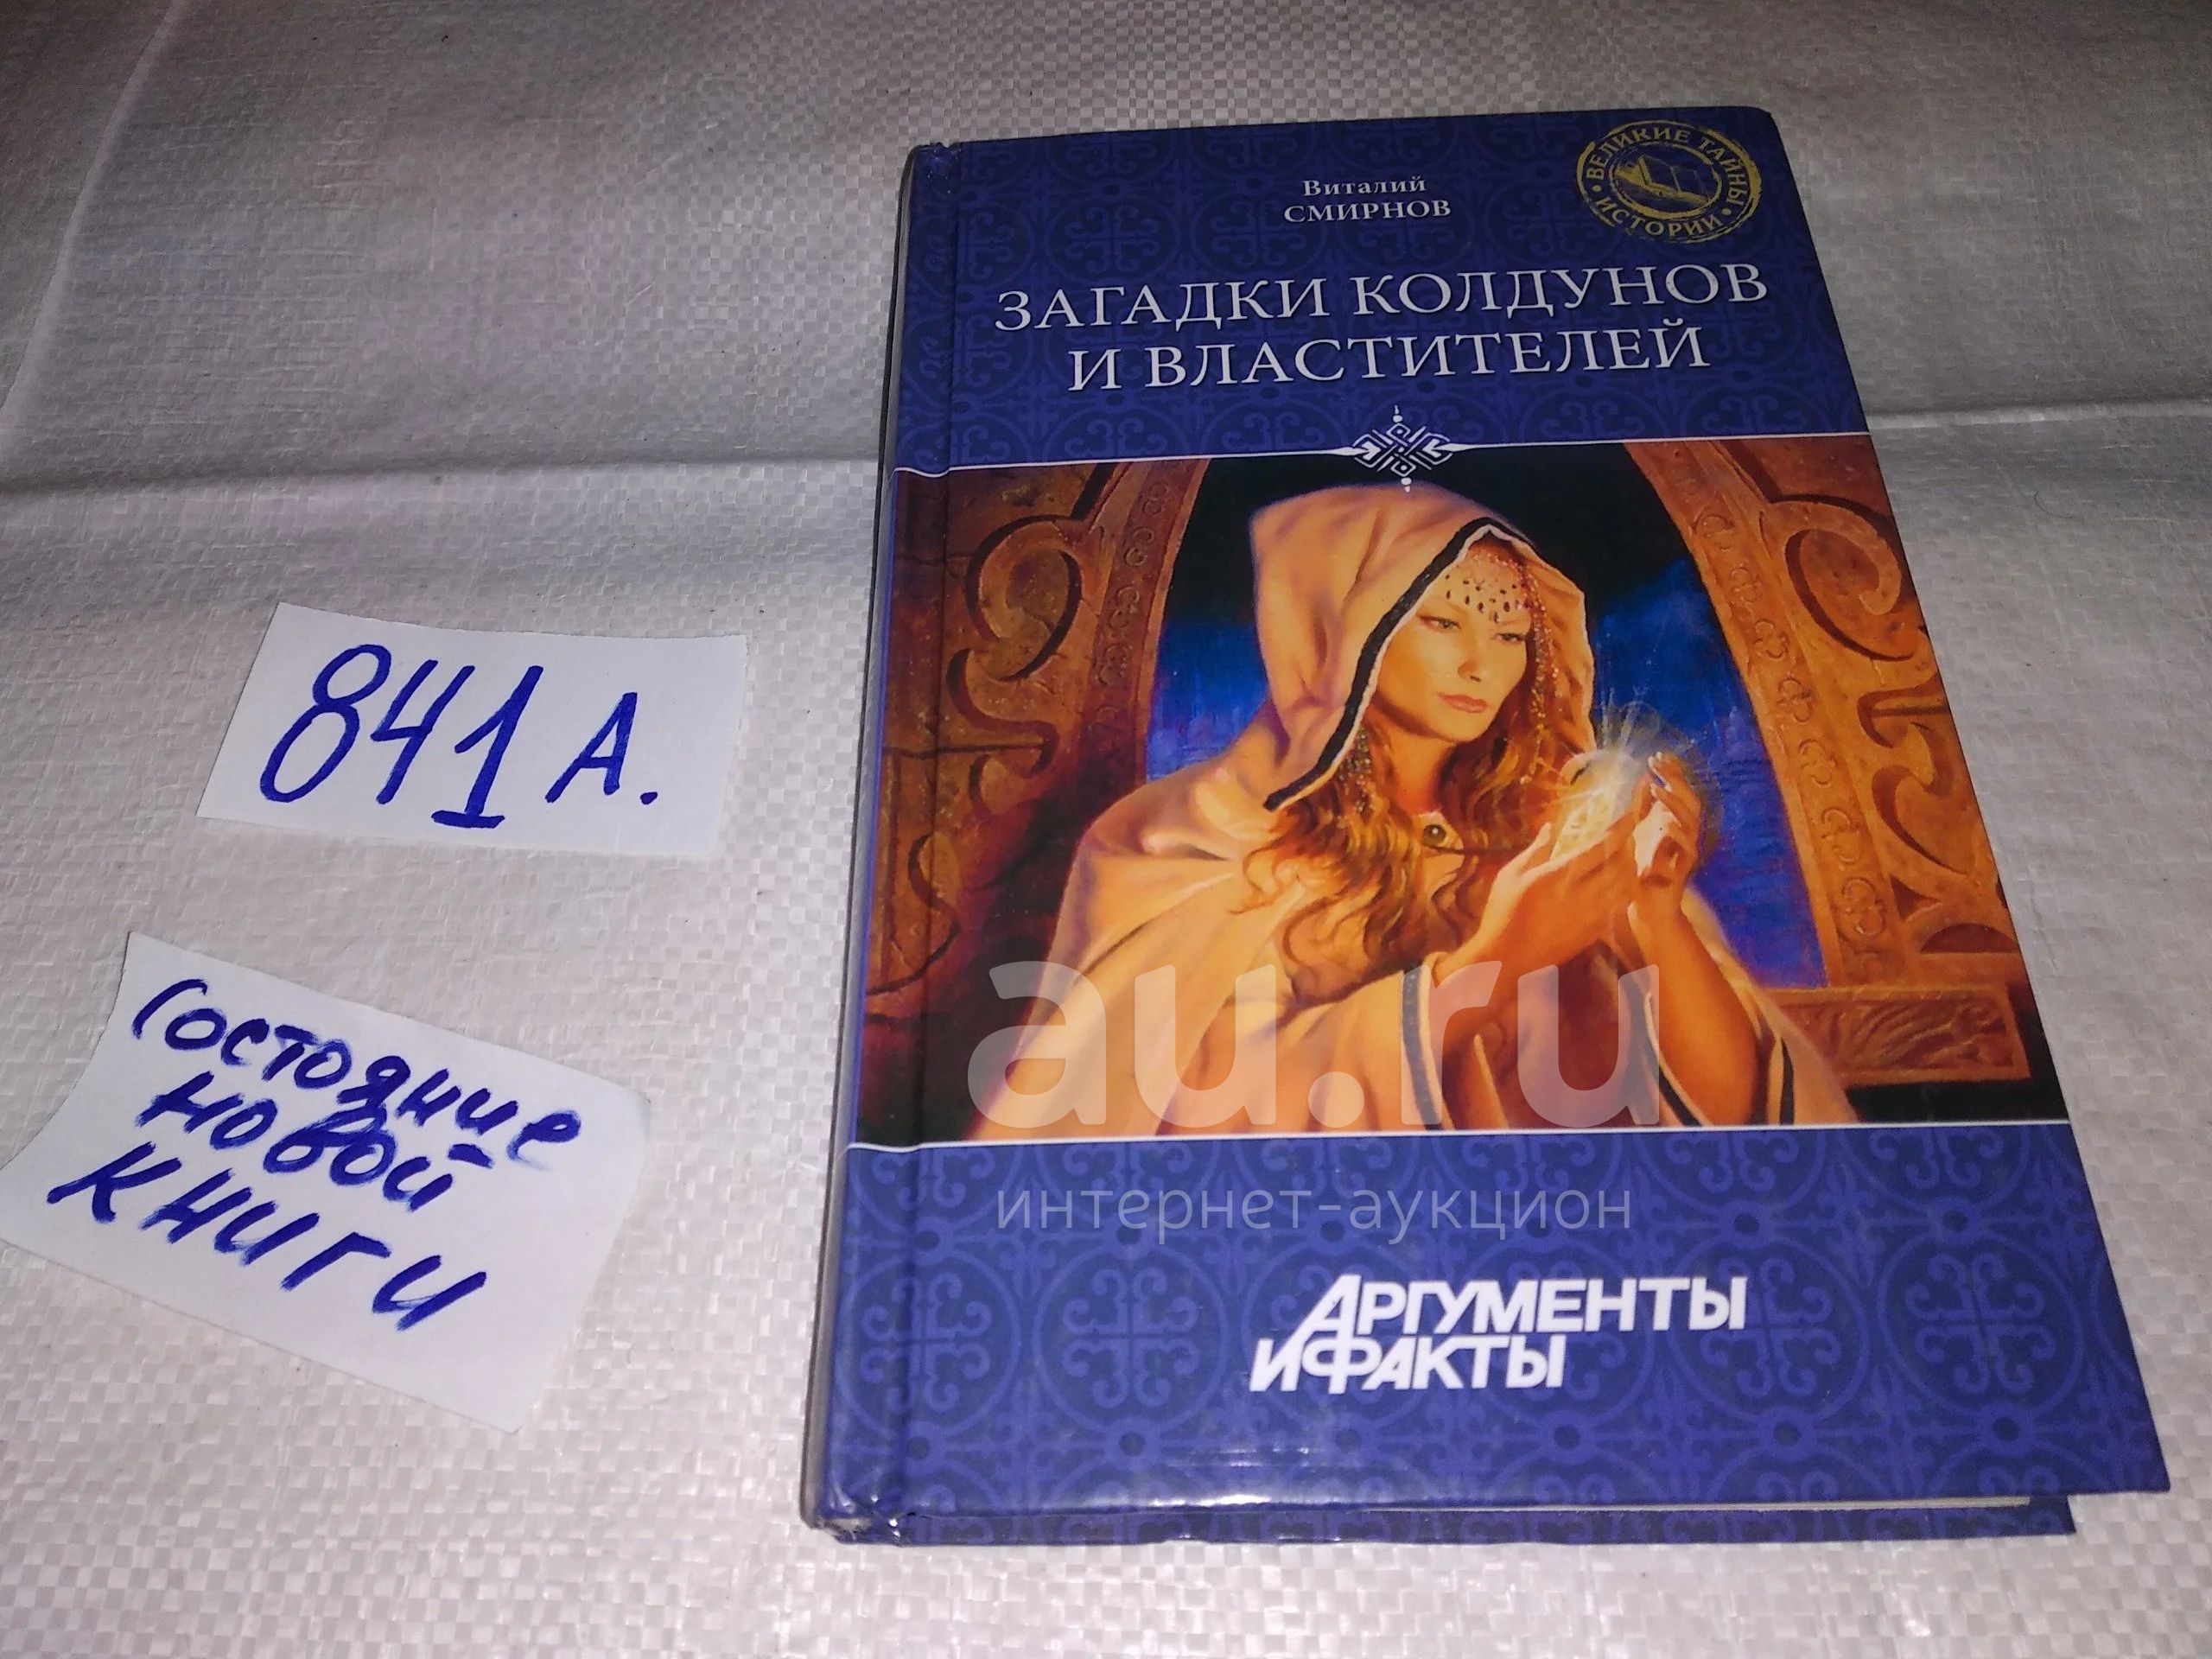 Виталий
СМИРНОВ
ВЕЛИКИЕ ТАЙНЫ
ИСТОРИИ
ЗАГАДКИ КОЛДУНОВ
И ВЛАСТИТЕЛЕЙ
841 А.
Состояние
новой
книги
au.ru
интернет-аукцион
АРГУМЕНТЫ
И ФАКТЫ